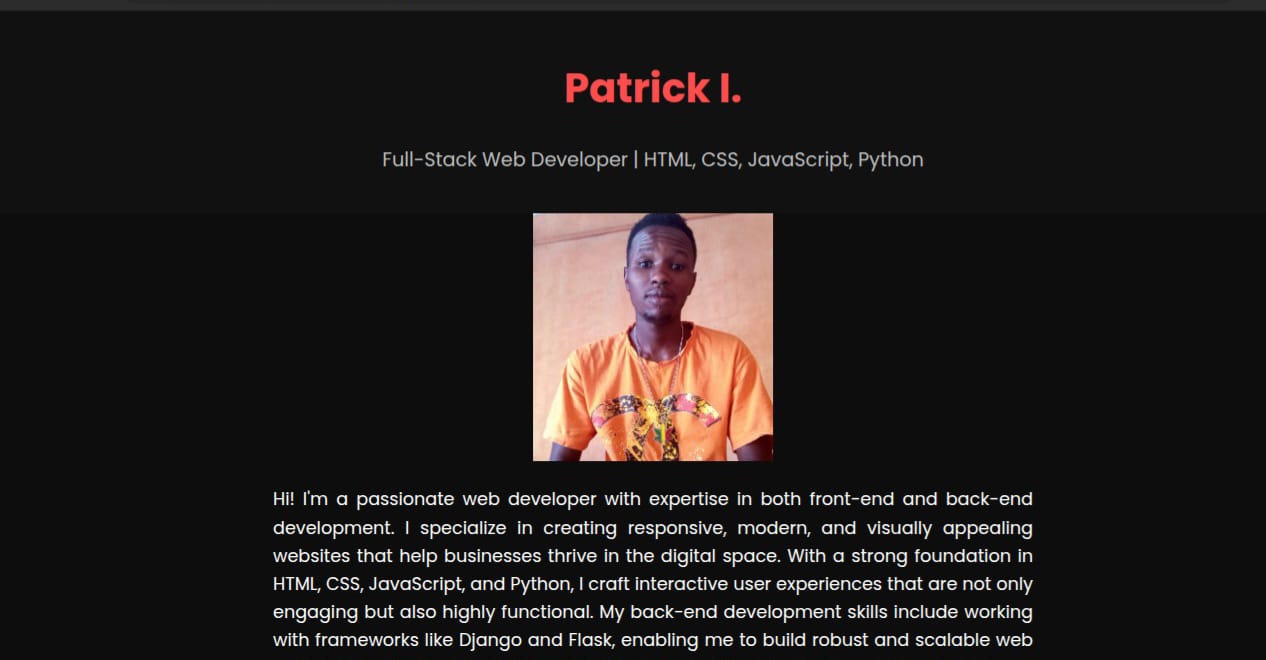 Patrick I.
Full-Stack Web Developer | HTML, CSS, JavaScript, Python
Hi! I'm a passionate web developer with expertise in both front-end and back-end
development. I specialize in creating responsive, modern, and visually appealing
websites that help businesses thrive in the digital space. With a strong foundation in
HTML, CSS, JavaScript, and Python, I craft interactive user experiences that are not only
engaging but also highly functional. My back-end development skills include working
with frameworks like Django and Flask, enabling me to build robust and scalable web